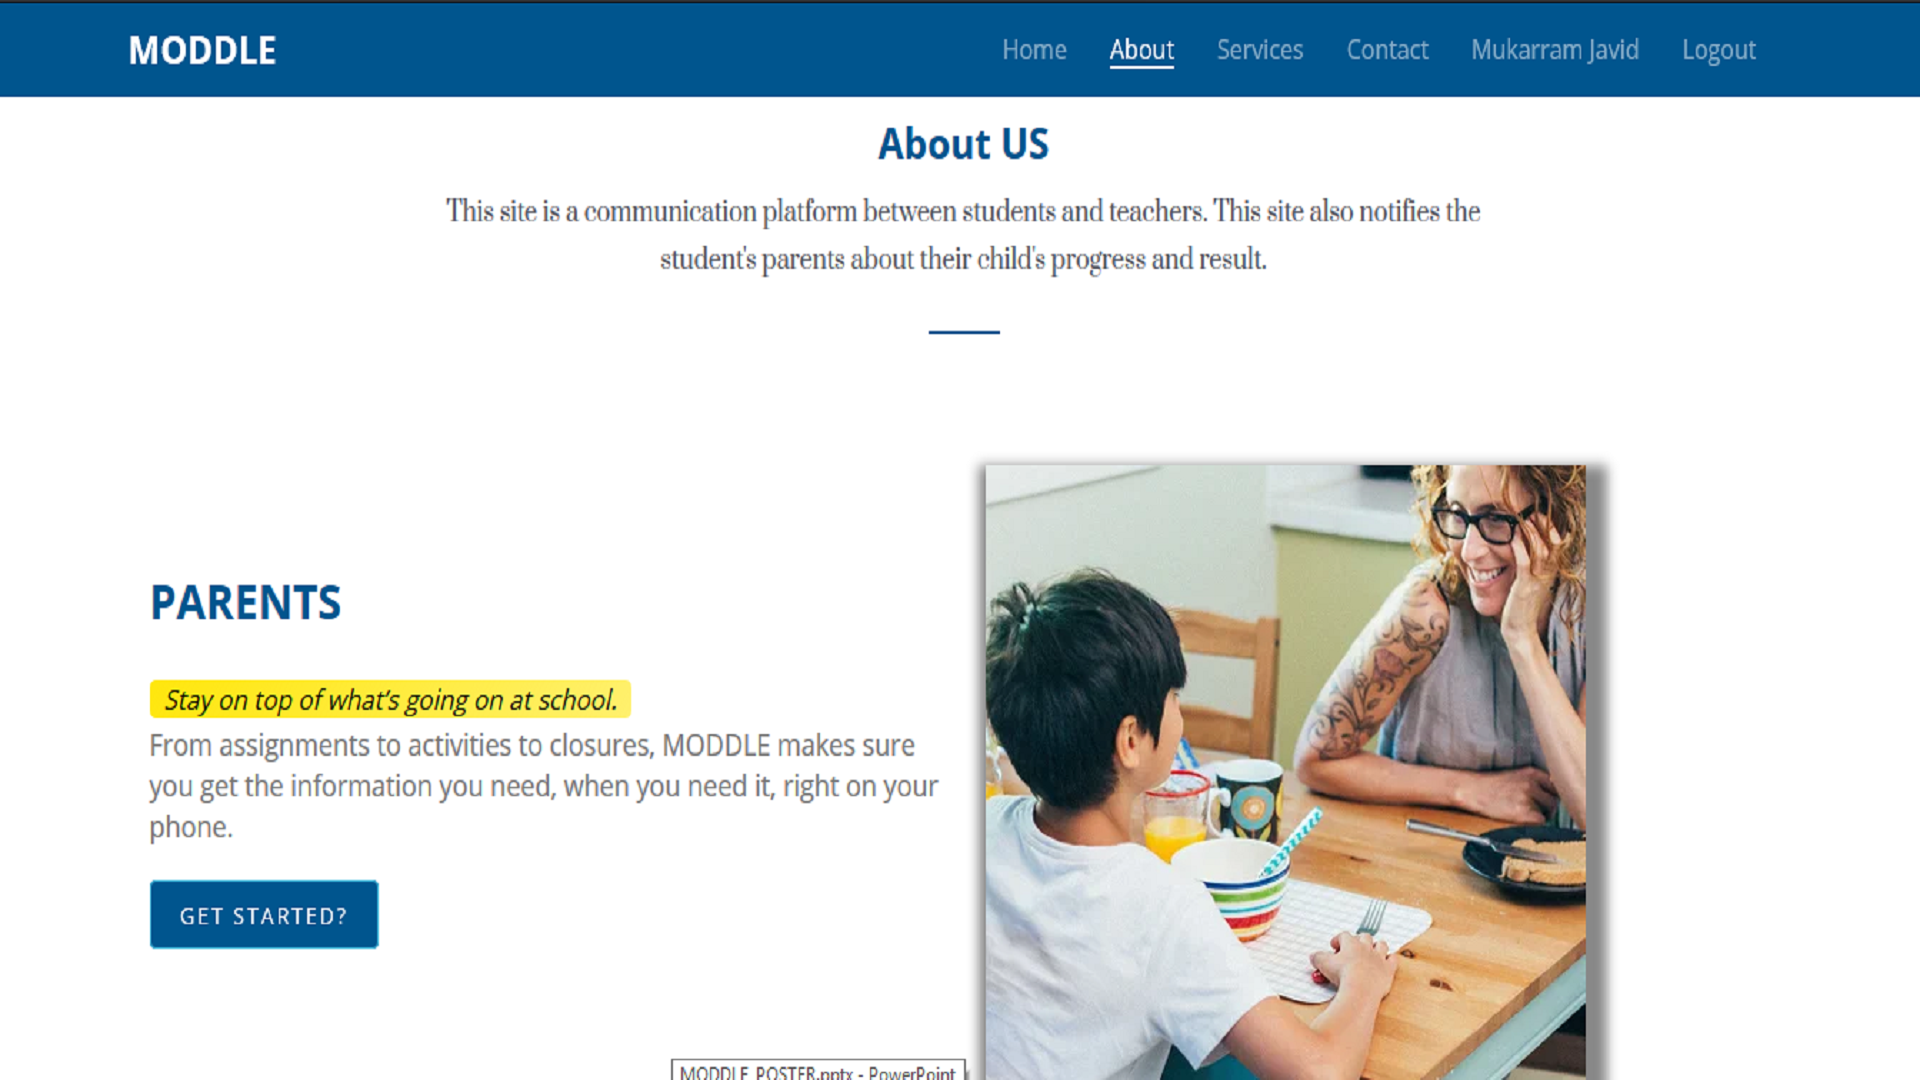 MODDLE
Home About Services Contact Mukarram Javid Logout
About US
This site is a communication platform between students and teachers. This site also notifies the
student's parents about their child's progress and result.
PARENTS
Stay on top of what's going on at school.
From assignments to activities to closures, MODDLE makes sure
you get the information you need, when you need it, right on your
phone.
GET STARTED?
MODDLE_POSTER.pptx - PowerPoint